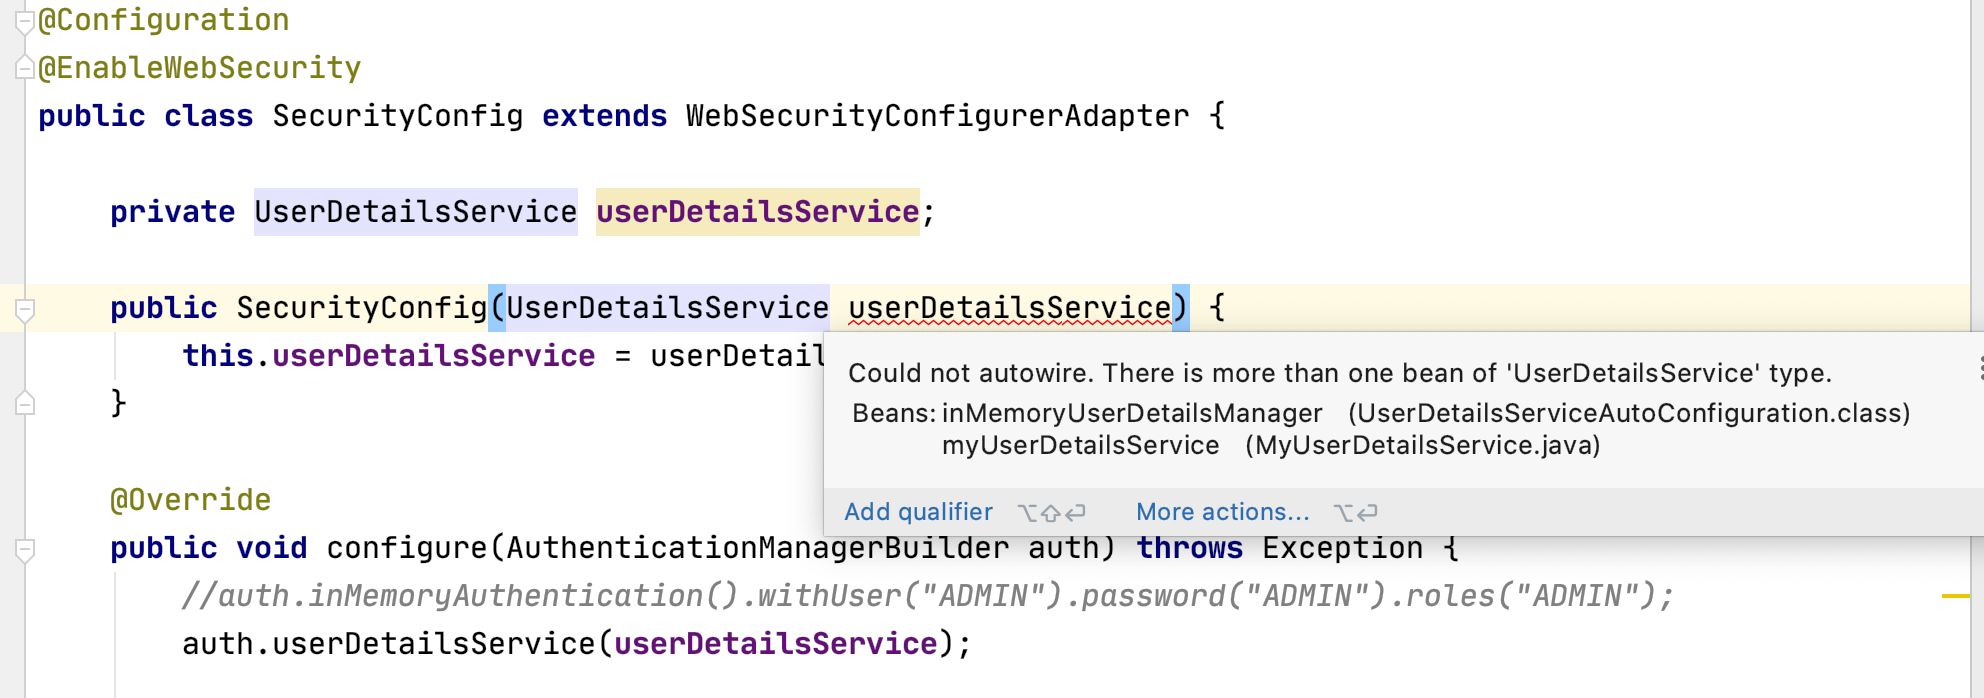 @Configuration
@EnableWebSecurity
public class SecurityConfig extends WebSecurityConfigurerAdapter {
private UserDetailsService userDetailsService;
public SecurityConfig(UserDetailsService userDetailsService) {
this.userDetailsService = userDetail
Could not autowire. There is more than one bean of 'UserDetailsService' type.
Beans: inMemoryUserDetailsManager (UserDetailsServiceAutoConfiguration.class)
myUserDetailsService (MyUserDetailsService.java)
Add qualifier ⌥⇧⏎ More actions... ⌥⏎
}
@Override
public void configure(AuthenticationManagerBuilder auth) throws Exception {
//auth.inMemoryAuthentication().withUser("ADMIN").password("ADMIN").roles("ADMIN");
auth.userDetailsService(userDetailsService);